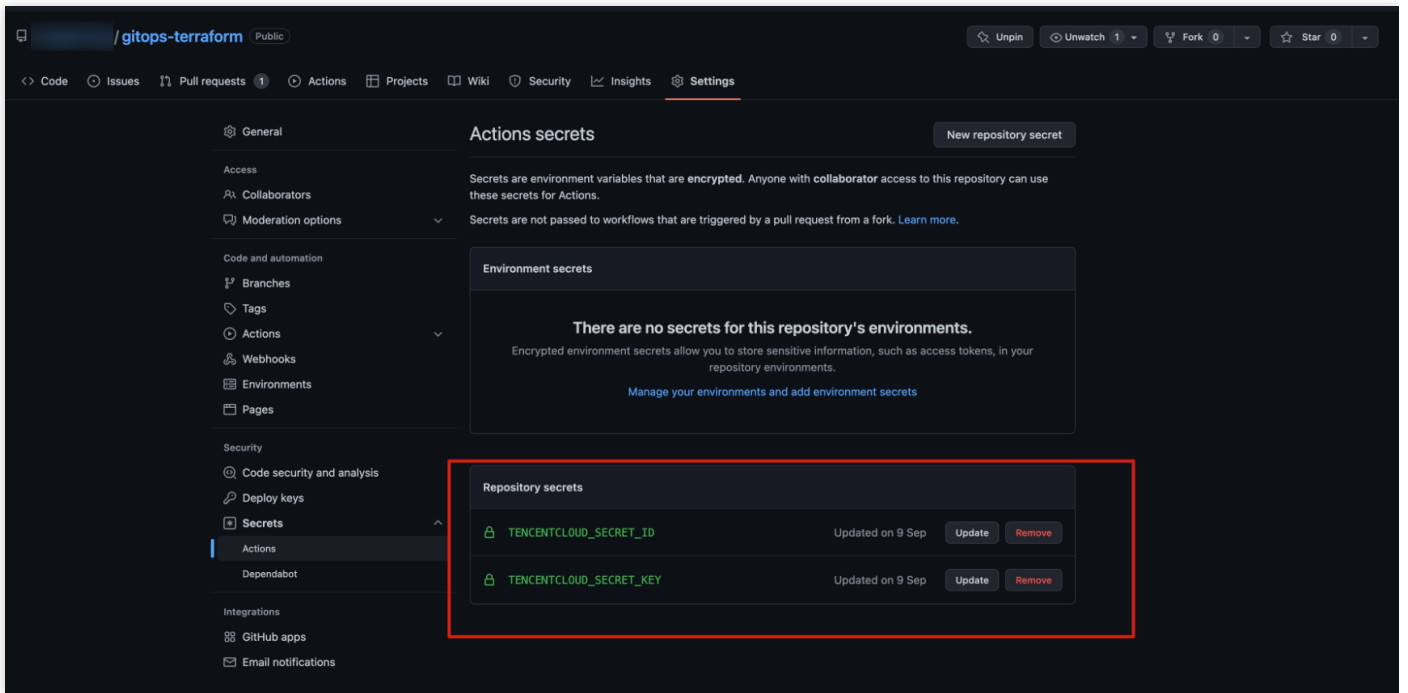 / gitops-terraform Public
Unpin Unwatch 1 Fork 0 Star 0
Code Issues Pull requests 1 Actions Projects Wiki Security Insights Settings
General
Access
Collaborators
Moderation options
Code and automation
Branches
Tags
Actions
Webhooks
Environments
Pages
Security
Code security and analysis
Deploy keys
Secrets
Actions
Dependabot
Integrations
GitHub apps
Email notifications
Actions secrets
New repository secret
Secrets are environment variables that are encrypted. Anyone with collaborator access to this repository can use
these secrets for Actions.
Secrets are not passed to workflows that are triggered by a pull request from a fork. Learn more.
Environment secrets
There are no secrets for this repository's environments.
Encrypted environment secrets allow you to store sensitive information, such as access tokens, in your
repository environments.
Manage your environments and add environment secrets
Repository secrets
TENCENTCLOUD_SECRET_ID Updated on 9 Sep Update Remove
TENCENTCLOUD_SECRET_KEY Updated on 9 Sep Update Remove